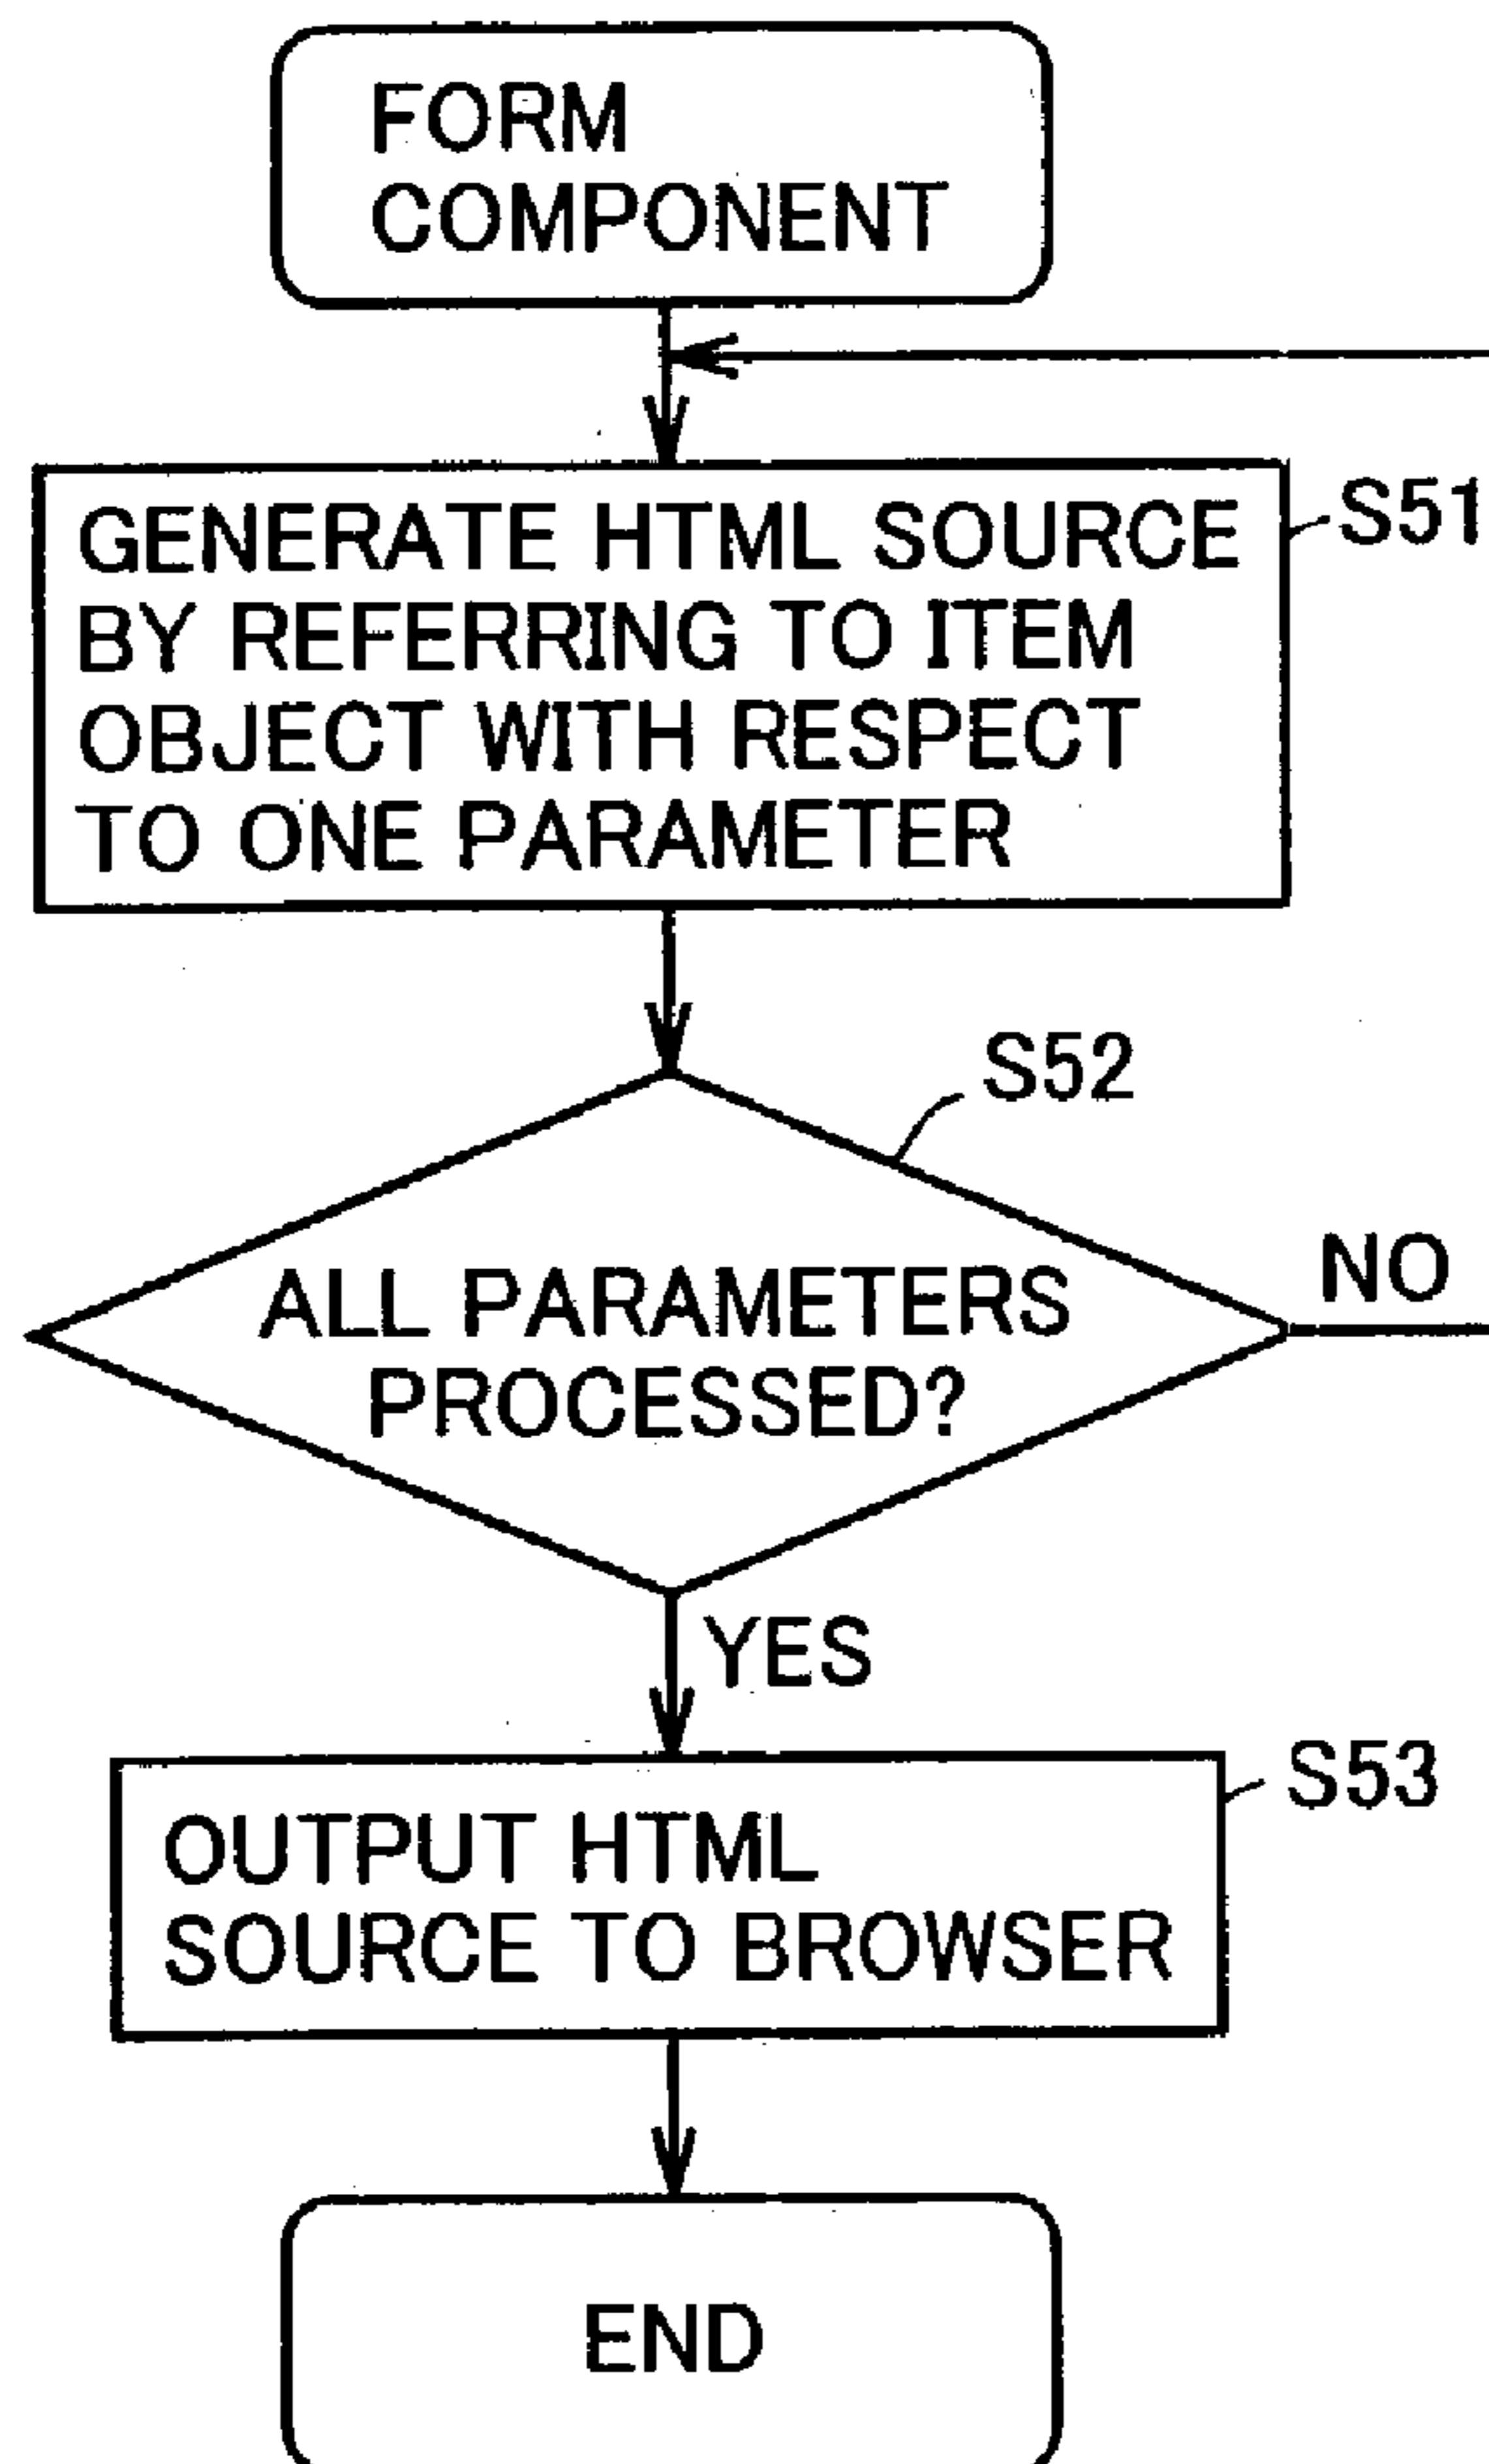 FORM
COMPONENT
GENERATE HTML SOURCE
BY REFERRING TO ITEM
OBJECT WITH RESPECT
TO ONE PARAMETER
S51
S52
ALL PARAMETERS
PROCESSED?
NO
YES
S53
OUTPUT HTML
SOURCE TO BROWSER
END